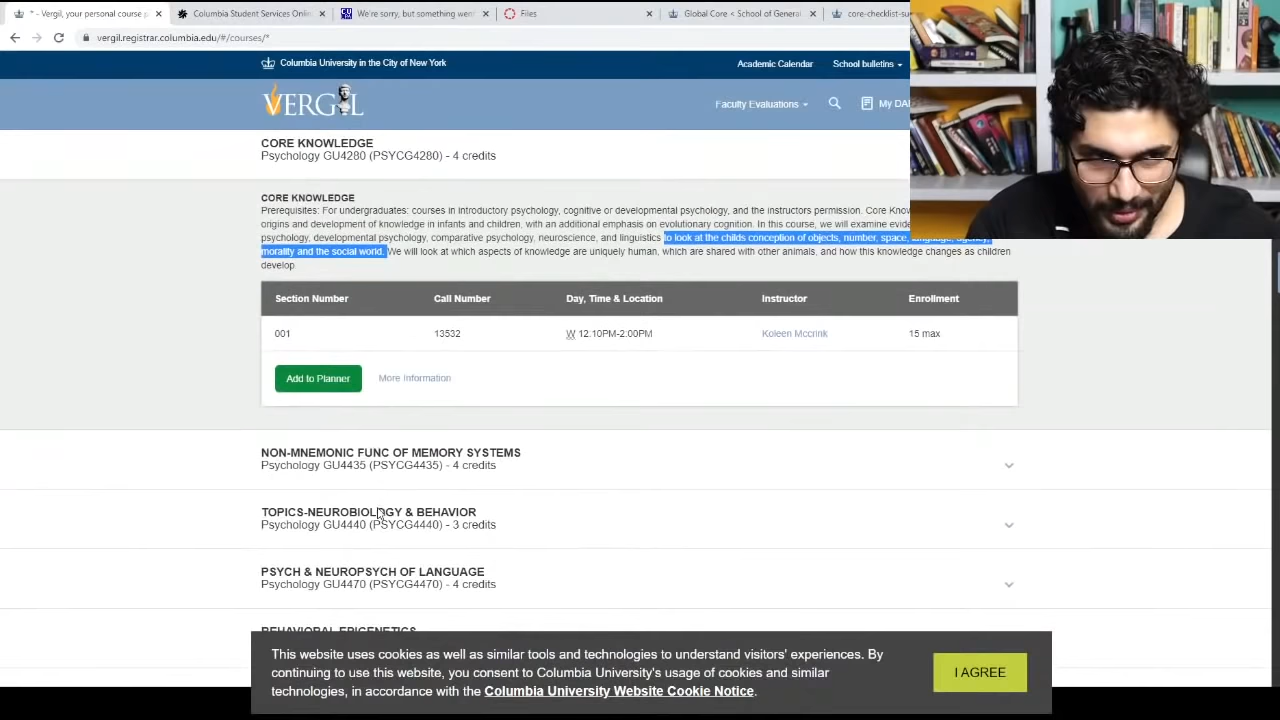 * - Vergil, your personal course p
Columbia Student Services Onlin
We're sorry, but something went
Files
Global Core < School of General
core-checklist-su
vergil.registrar.columbia.edu/#/courses/*
Columbia University in the City of New York
Academic Calendar
School bulletins
VERGIL
Faculty Evaluations
My DA
CORE KNOWLEDGE
Psychology GU4280 (PSYCG4280) - 4 credits
CORE KNOWLEDGE
Prerequisites: For undergraduates: courses in introductory psychology, cognitive or developmental psychology, and the instructors permission. Core Know
origins and development of knowledge in infants and children, with an additional emphasis on evolutionary cognition. In this course, we will examine evide
psychology, developmental psychology, comparative psychology, neuroscience, and linguistics to look at the childs conception of objects, number, space, language, agency,
morality and the social world. We will look at which aspects of knowledge are uniquely human, which are shared with other animals, and how this knowledge changes as children
develop
Section Number Call Number Day, Time & Location Instructor Enrollment
001 13532 W 12:10PM-2:00PM Koleen Mccrink 15 max
Add to Planner
More Information
NON-MNEMONIC FUNC OF MEMORY SYSTEMS
Psychology GU4435 (PSYCG4435) - 4 credits
TOPICS-NEUROBIOLOGY & BEHAVIOR
Psychology GU4440 (PSYCG4440) - 3 credits
PSYCH & NEUROPSYCH OF LANGUAGE
Psychology GU4470 (PSYCG4470) - 4 credits
BEHAVIORAL EPIGENETICS
This website uses cookies as well as similar tools and technologies to understand visitors' experiences. By
continuing to use this website, you consent to Columbia University's usage of cookies and similar
technologies, in accordance with the Columbia University Website Cookie Notice.
I AGREE